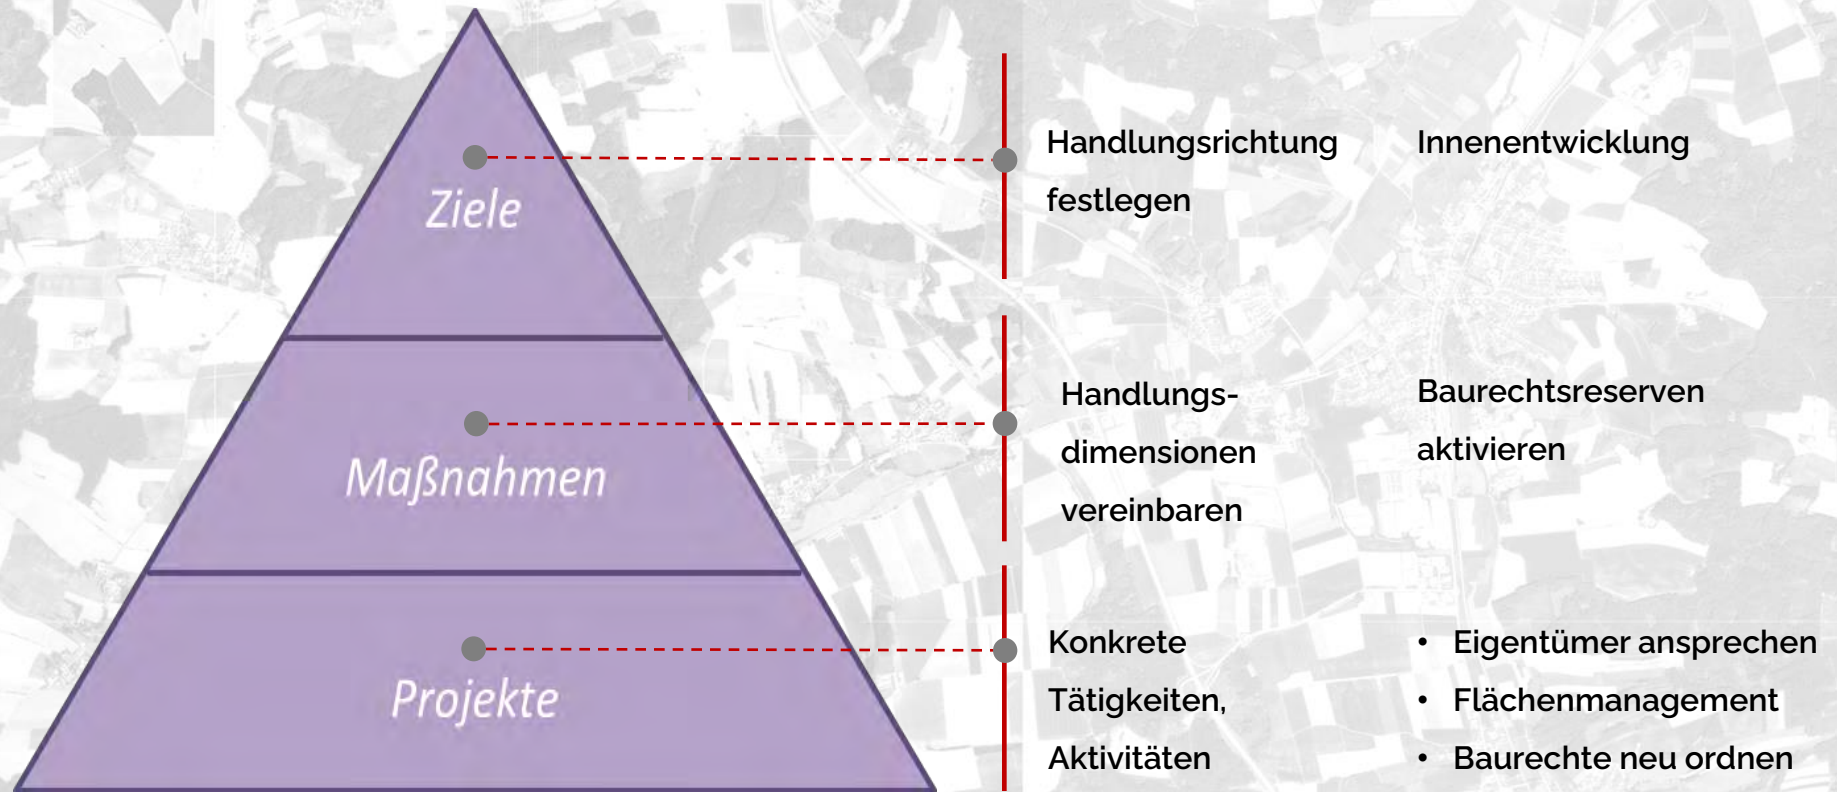 Ziele
Handlungsrichtung
festlegen
Innenentwicklung
Maßnahmen
Handlungs-
dimensionen
vereinbaren
Baurechtsreserven
aktivieren
Projekte
Konkrete
Tätigkeiten,
Aktivitäten
• Eigentümer ansprechen
• Flächenmanagement
• Baurechte neu ordnen